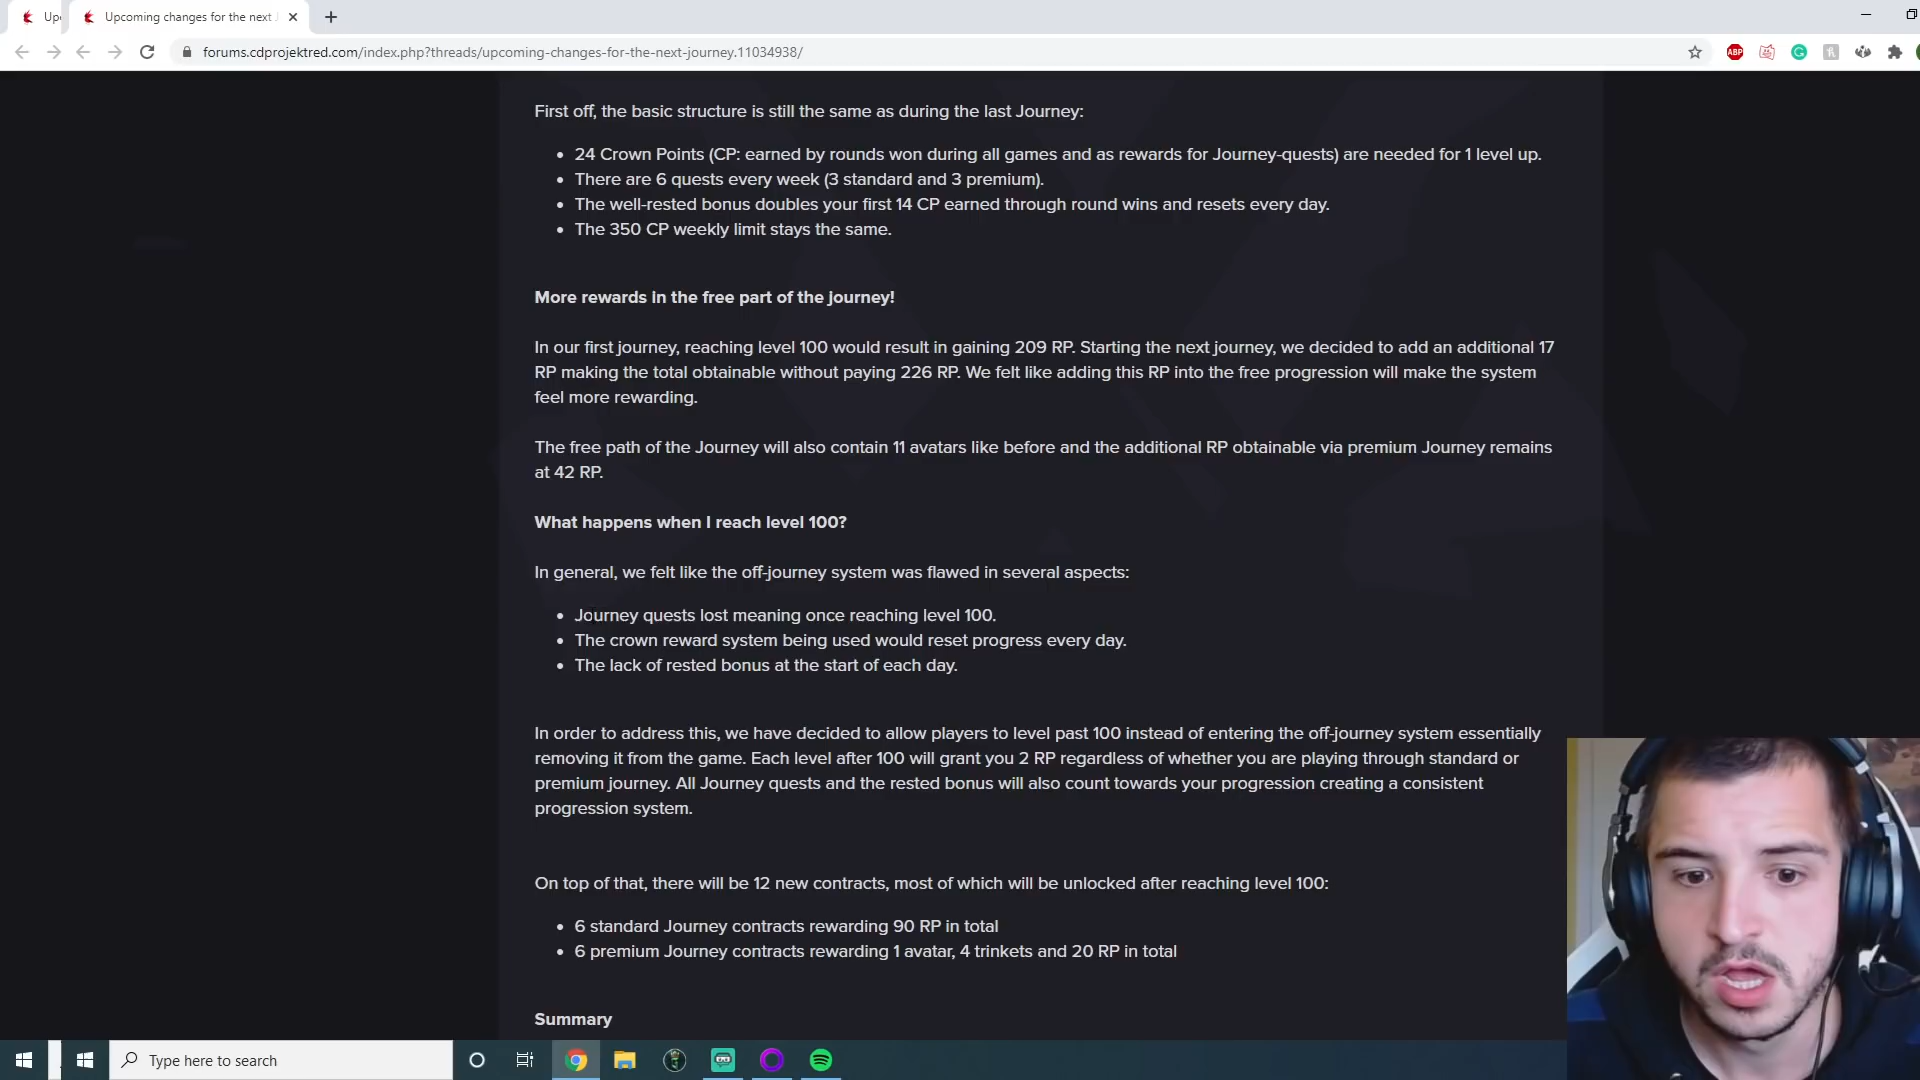 Upc
Upcoming changes for the next J
forums.cdprojektred.com/index.php?threads/upcoming-changes-for-the-next-journey.11034938/
ABP
First off, the basic structure is still the same as during the last Journey:
• 24 Crown Points (CP: earned by rounds won during all games and as rewards for Journey-quests) are needed for 1 level up.
• There are 6 quests every week (3 standard and 3 premium).
• The well-rested bonus doubles your first 14 CP earned through round wins and resets every day.
• The 350 CP weekly limit stays the same.
More rewards in the free part of the journey!
In our first journey, reaching level 100 would result in gaining 209 RP. Starting the next journey, we decided to add an additional 17
RP making the total obtainable without paying 226 RP. We felt like adding this RP into the free progression will make the system
feel more rewarding.
The free path of the Journey will also contain 11 avatars like before and the additional RP obtainable via premium Journey remains
at 42 RP.
What happens when I reach level 100?
In general, we felt like the off-journey system was flawed in several aspects:
• Journey quests lost meaning once reaching level 100.
• The crown reward system being used would reset progress every day.
• The lack of rested bonus at the start of each day.
In order to address this, we have decided to allow players to level past 100 instead of entering the off-journey system essentially
removing it from the game. Each level after 100 will grant you 2 RP regardless of whether you are playing through standard or
premium journey. All Journey quests and the rested bonus will also count towards your progression creating a consistent
progression system.
On top of that, there will be 12 new contracts, most of which will be unlocked after reaching level 100:
• 6 standard Journey contracts rewarding 90 RP in total
• 6 premium Journey contracts rewarding 1 avatar, 4 trinkets and 20 RP in total
Summary
Type here to search